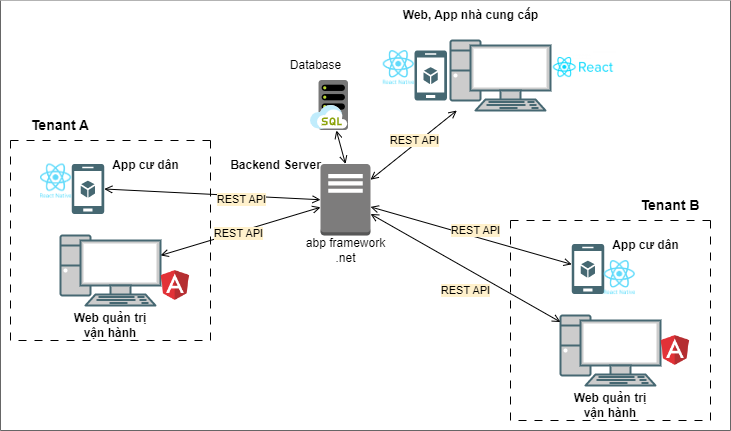 Web, App nhà cung cấp
React Native
React
Database
SQL
REST API
Tenant A
Backend Server
App cư dân
React Native
REST API
REST API
abp framework
.net
Web quản trị
vận hành
Tenant B
REST API
App cư dân
React Native
REST API
Web quản trị
vận hành